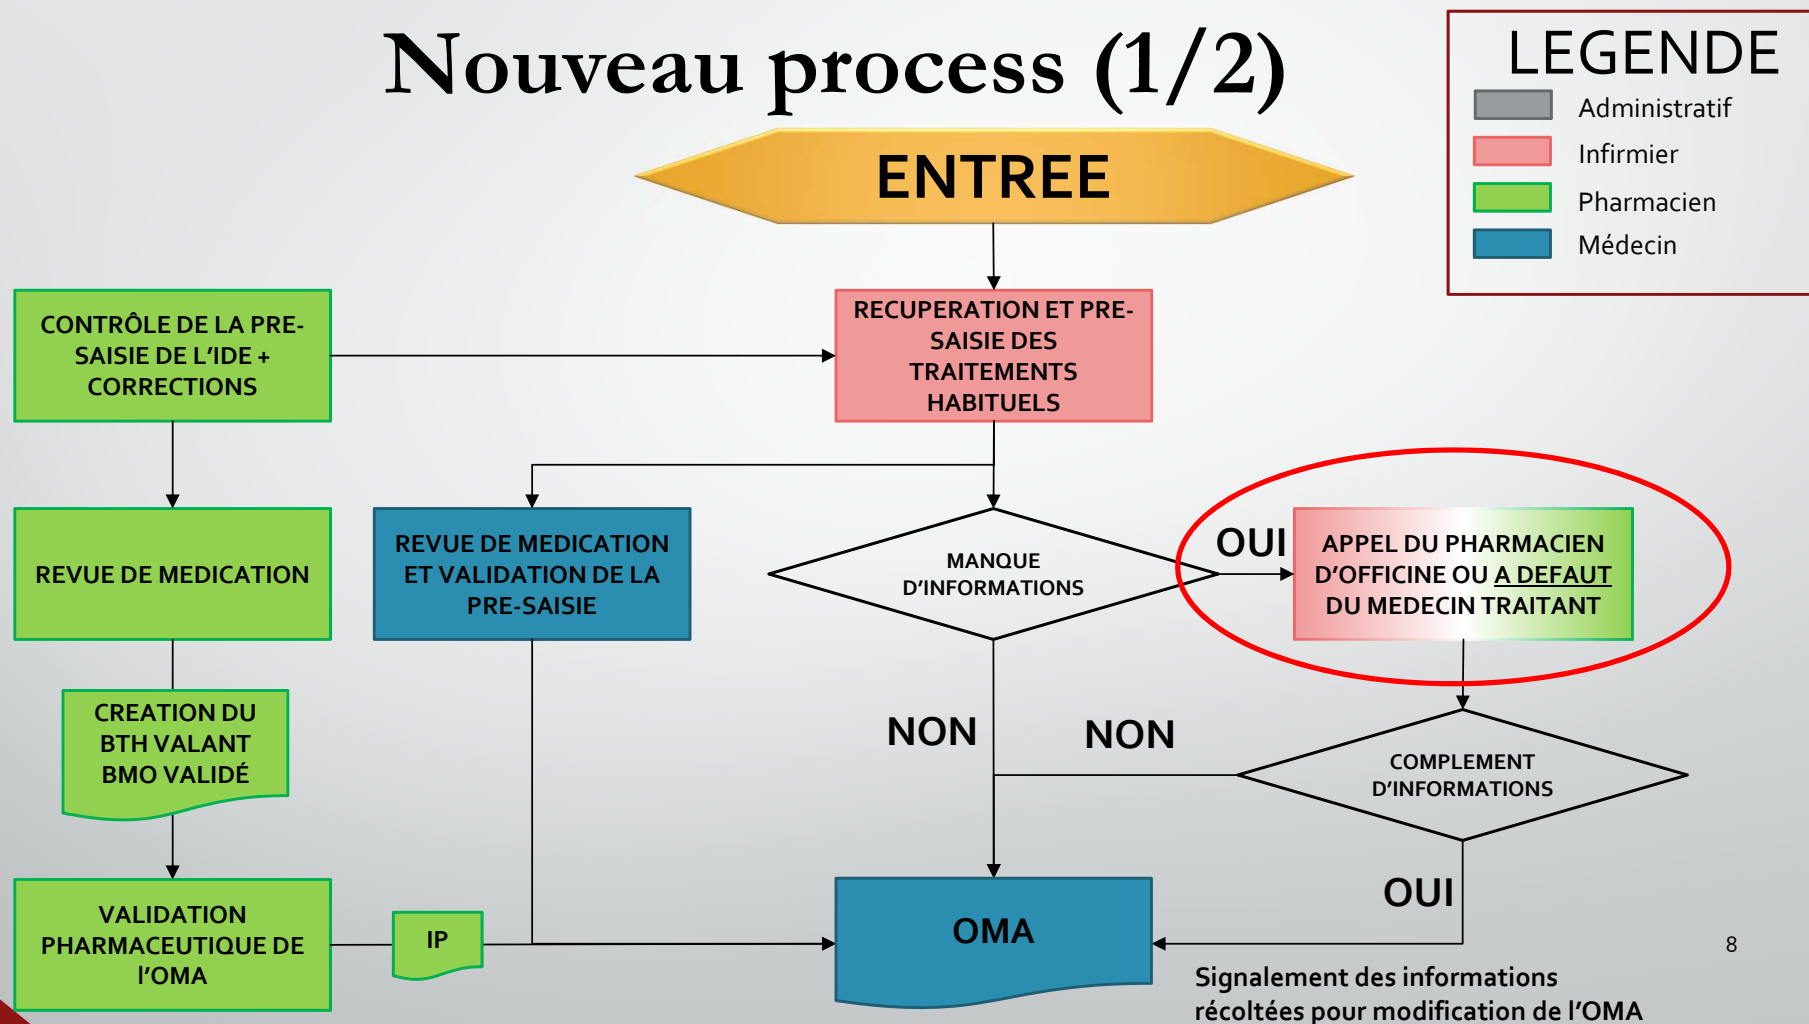 Nouveau process (1/2)
LEGENDE
Administratif
Infirmier
Pharmacien
Médecin
ENTREE
CONTRÔLE DE LA PRE-
SAISIE DE L'IDE +
CORRECTIONS
RECUPERATION ET PRE-
SAISIE DES
TRAITEMENTS
HABITUELS
REVUE DE MEDICATION
REVUE DE MEDICATION
ET VALIDATION DE LA
PRE-SAISIE
MANQUE
D'INFORMATIONS
OUI
APPEL DU PHARMACIEN
D'OFFICINE OU A DEFAUT
DU MEDECIN TRAITANT
CREATION DU
BTH VALANT
BMO VALIDÉ
NON
NON
COMPLEMENT
D'INFORMATIONS
VALIDATION
PHARMACEUTIQUE DE
l'OMA
IP
OMA
OUI
8
Signalement des informations
récoltées pour modification de l'OMA